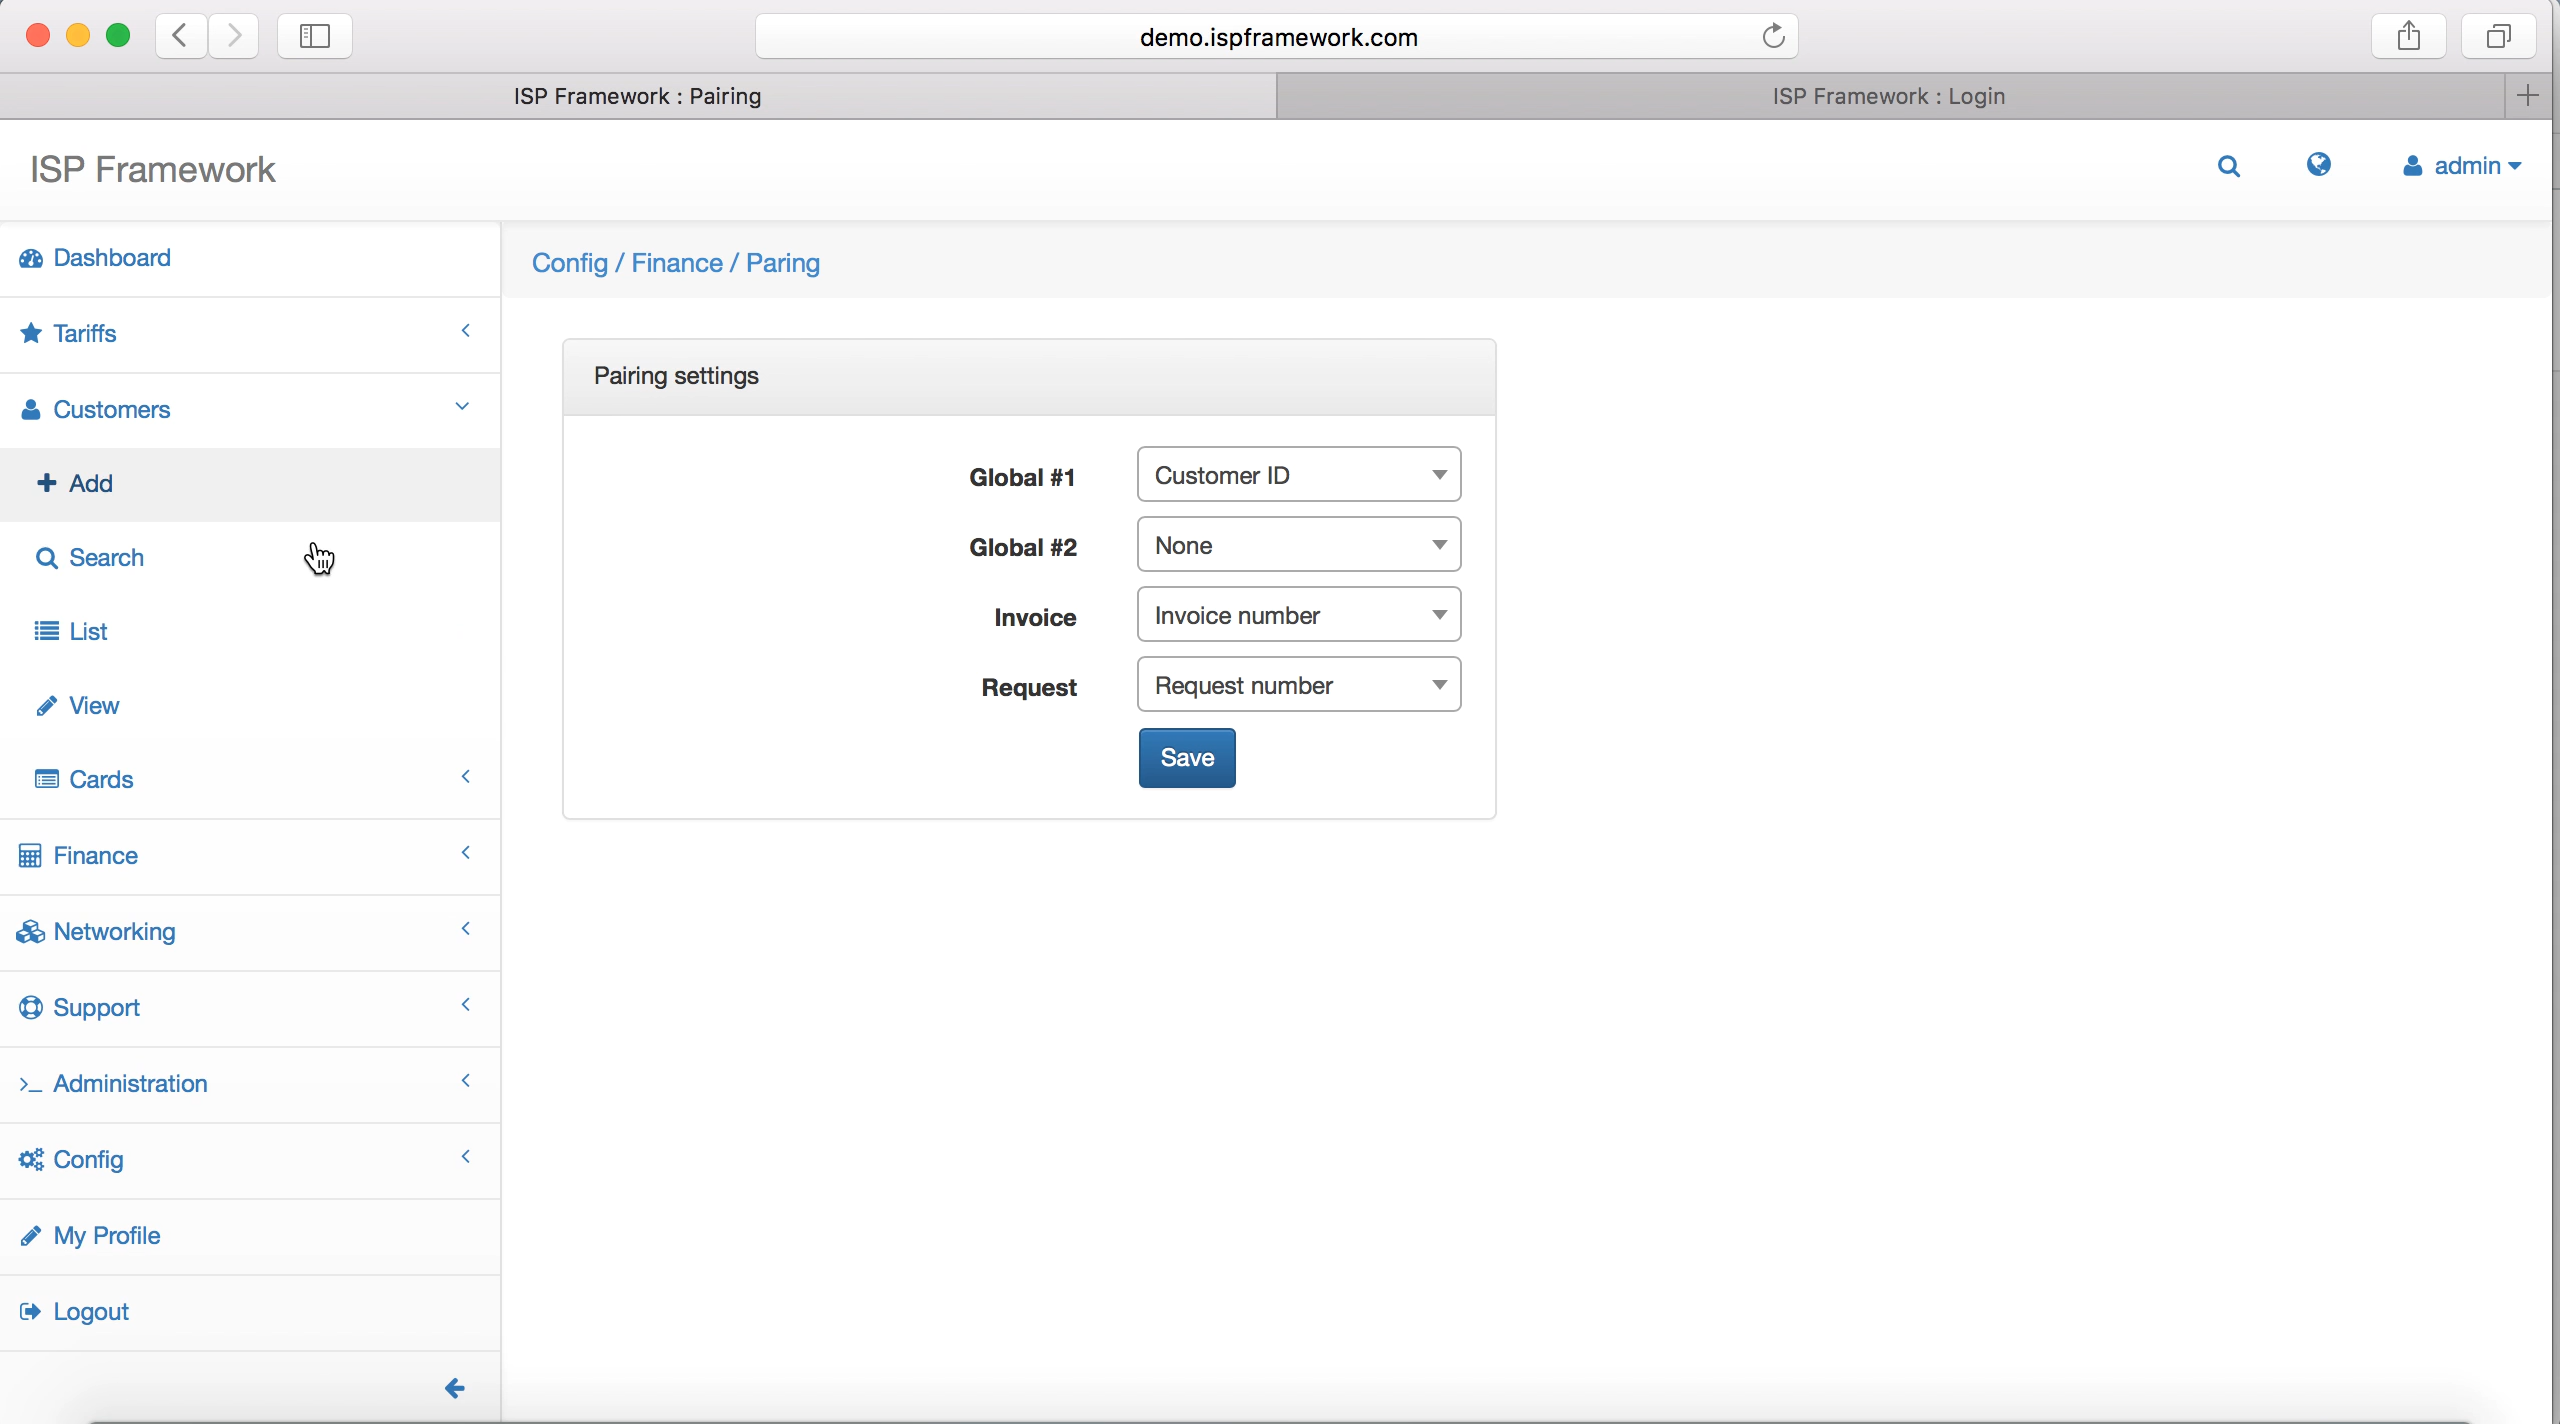 demo.ispframework.com
ISP Framework : Pairing
ISP Framework : Login
ISP Framework
admin
Dashboard
Tariffs
Customers
Add
Search
List
View
Cards
Finance
Networking
Support
Administration
Config
My Profile
Logout
Config / Finance / Paring
Pairing settings
Global #1 Customer ID
Global #2 None
Invoice Invoice number
Request Request number
Save